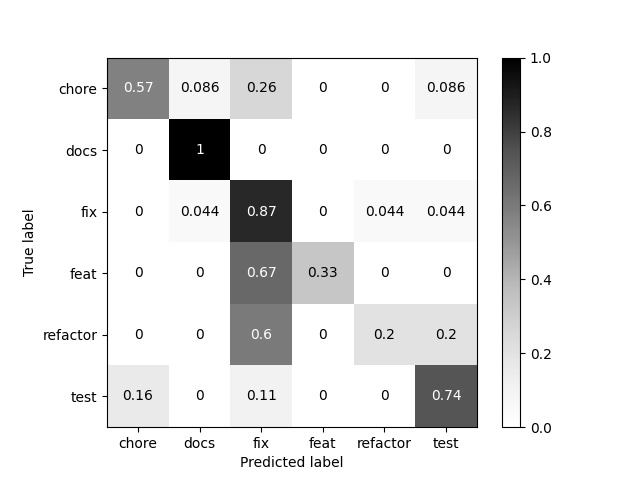 chore 0.57 0.086 0.26 0 0 0.086
docs 0 1 0 0 0 0
fix 0 0.044 0.87 0 0.044 0.044
feat 0 0 0.67 0.33 0 0
refactor 0 0 0.6 0 0.2 0.2
test 0.16 0 0.11 0 0 0.74
chore docs fix feat refactor test
Predicted label
True label
1.0
0.8
0.6
0.4
0.2
0.0